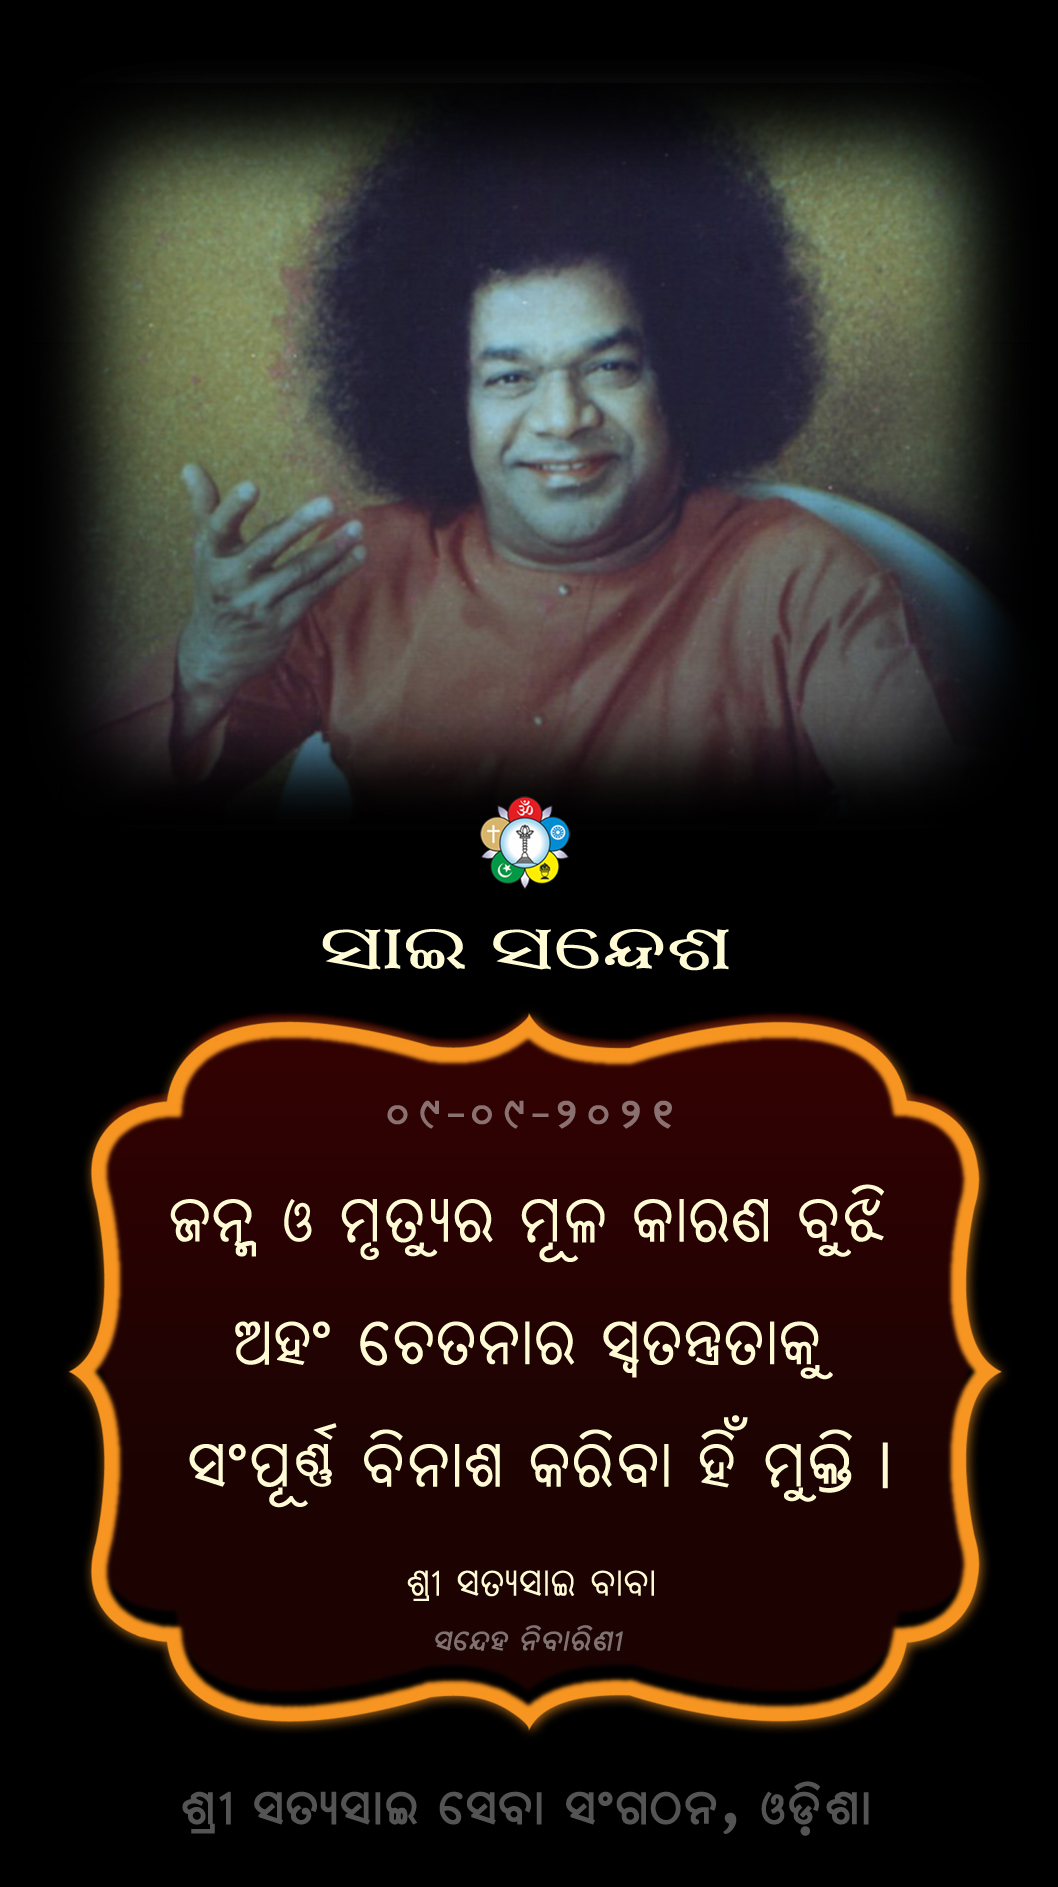 ସାଇ ସନ୍ଦେଶ
୦୯-୦୯-୨୦୨୧
ଜନ୍ମ ଓ ମୃତ୍ୟୁର ମୂଳ କାରଣ ବୁଝି
ଅହଂ ଚେତନାର ସ୍ୱତନ୍ତ୍ରତାକୁ
ସଂପୂର୍ଣ୍ଣ ବିନାଶ କରିବା ହିଁ ମୁକ୍ତି ।
ଶ୍ରୀ ସତ୍ୟସାଇ ବାବା
ସନ୍ଦେହ ନିବାରିଣୀ
ଶ୍ରୀ ସତ୍ୟସାଇ ସେବା ସଂଗଠନ, ଓଡ଼ିଶା